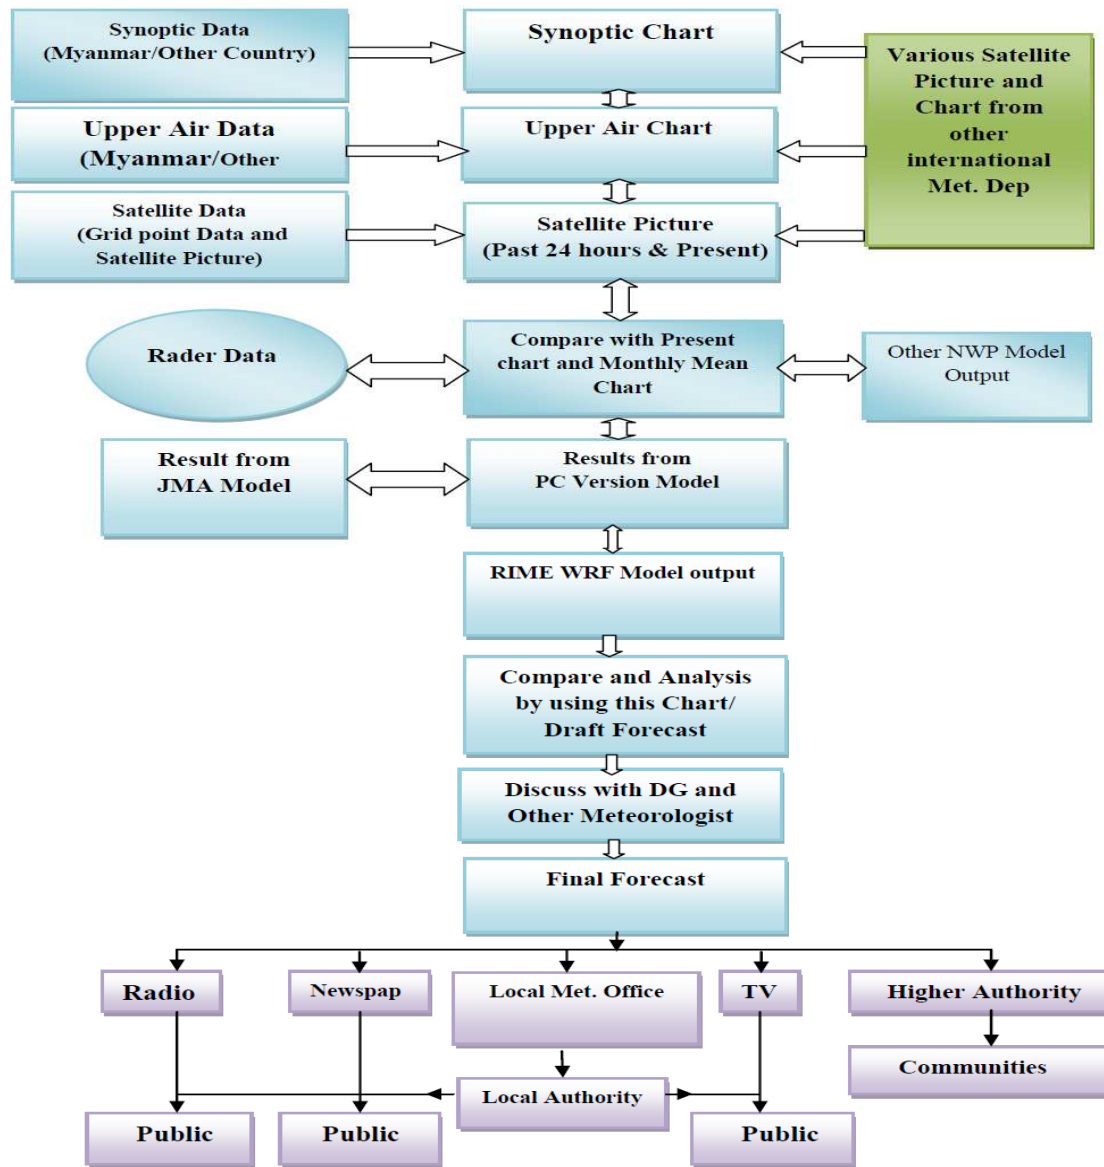 Synoptic Data
(Myanmar/Other Country)
Synoptic Chart
Various Satellite
Picture and
Chart from
other
international
Met. Dep
Upper Air Data
(Myanmar/Other
Upper Air Chart
Satellite Data
(Grid point Data and
Satellite Picture)
Satellite Picture
(Past 24 hours & Present)
Rader Data
Compare with Present
chart and Monthly Mean
Chart
Other NWP Model
Output
Result from
JMA Model
Results from
PC Version Model
RIME WRF Model output
Compare and Analysis
by using this Chart/
Draft Forecast
Discuss with DG and
Other Meteorologist
Final Forecast
Radio
Newspap
Local Met. Office
TV
Higher Authority
Communities
Local Authority
Public
Public
Public